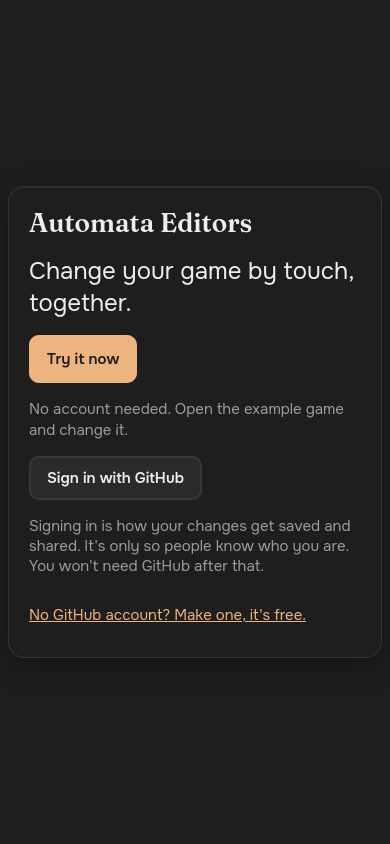 Automata Editors
Change your game by touch,
together.
Try it now
No account needed. Open the example game
and change it.
Sign in with GitHub
Signing in is how your changes get saved and
shared. It's only so people know who you are.
You won't need GitHub after that.
No GitHub account? Make one, it's free.